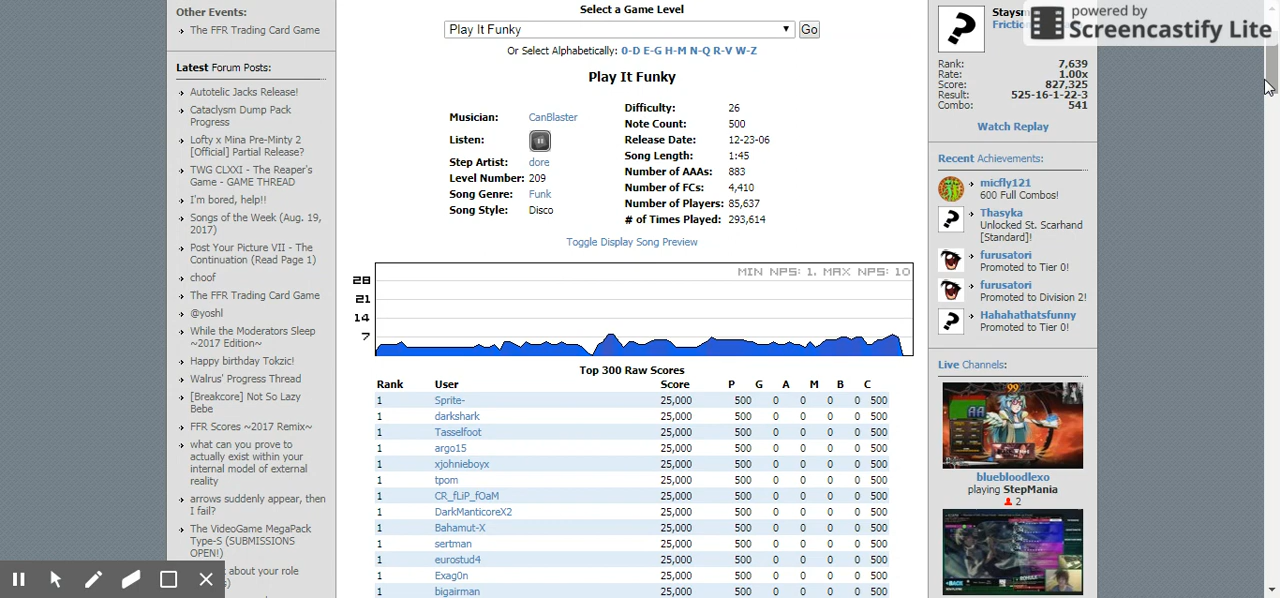 Other Events:
The FFR Trading Card Game
Latest Forum Posts:
Autotelic Jacks Release!
Cataclysm Dump Pack
Progress
Lofty x Mina Pre-Minty 2
[Official] Partial Release?
TWG CLXXI - The Reaper's
Game - GAME THREAD
I'm bored, help!!
Songs of the Week (Aug. 19,
2017)
Post Your Picture VII - The
Continuation (Read Page 1)
choof
The FFR Trading Card Game
@yoshl
While the Moderators Sleep
~2017 Edition~
Happy birthday Tokzic!
Walrus' Progress Thread
[Breakcore] Not So Lazy
Bebe
FFR Scores ~2017 Remix~
what can you prove to
actually exist within your
internal model of external
reality
arrows suddenly appear, then
I fail?
The VideoGame MegaPack
Type-S (SUBMISSIONS
OPEN!)
about your role
Select a Game Level
Play It Funky
Go
Or Select Alphabetically: 0-D E-G H-M N-Q R-V W-Z
Play It Funky
Musician: CanBlaster
Listen:
Step Artist: dore
Level Number: 209
Song Genre: Funk
Song Style: Disco
Difficulty: 26
Note Count: 500
Release Date: 12-23-06
Song Length: 1:45
Number of AAAs: 883
Number of FCs: 4,410
Number of Players: 85,637
# of Times Played: 293,614
Toggle Display Song Preview
MIN NPS: 1, MAX NPS: 10
28
21
14
7
Top 300 Raw Scores
Rank User Score P G A M B C
1 Sprite- 25,000 500 0 0 0 0 500
1 darkshark 25,000 500 0 0 0 0 500
1 Tasselfoot 25,000 500 0 0 0 0 500
1 argo15 25,000 500 0 0 0 0 500
1 xjohnieboyx 25,000 500 0 0 0 0 500
1 tpom 25,000 500 0 0 0 0 500
1 CR_fLiP_fOaM 25,000 500 0 0 0 0 500
1 DarkManticoreX2 25,000 500 0 0 0 0 500
1 Bahamut-X 25,000 500 0 0 0 0 500
1 sertman 25,000 500 0 0 0 0 500
1 eurostud4 25,000 500 0 0 0 0 500
1 Exag0n 25,000 500 0 0 0 0 500
1 bigairman 25,000 500 0 0 0 0 500
powered by
Screencastify Lite
Rank: 7,639
Rate: 1.00x
Score: 827,325
Result: 525-16-1-22-3
Combo: 541
Watch Replay
Recent Achievements:
micfly121
600 Full Combos!
Thasyka
Unlocked St. Scarhand
[Standard]!
furusatori
Promoted to Tier 0!
furusatori
Promoted to Division 2!
Hahahathatsfunny
Promoted to Tier 0!
Live Channels:
99
AA
bluebloodlexo
playing StepMania
2